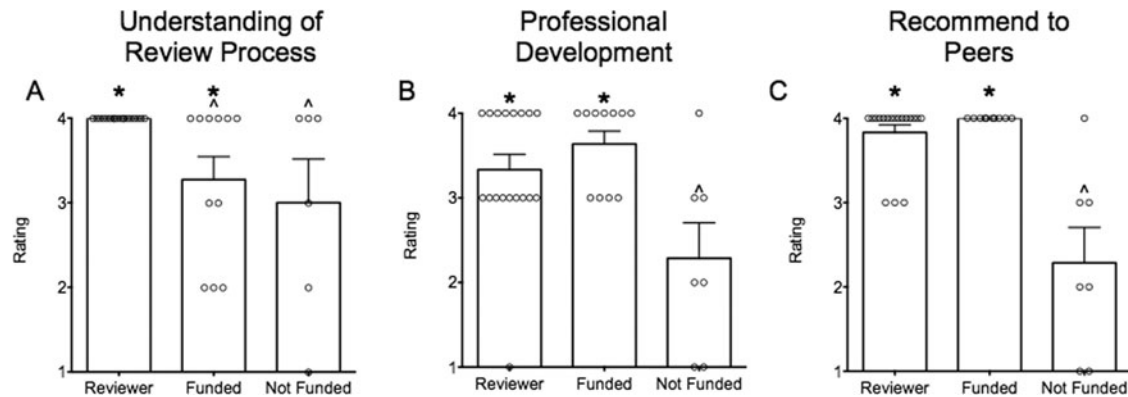 Understanding of
Review Process
Professional
Development
Recommend to
Peers
A
*
*
^
^
4
3
2
1
Rating
Reviewer
Funded
Not Funded
B
*
*
^
4
3
2
1
Rating
Reviewer
Funded
Not Funded
C
*
*
^
4
3
2
1
Rating
Reviewer
Funded
Not Funded